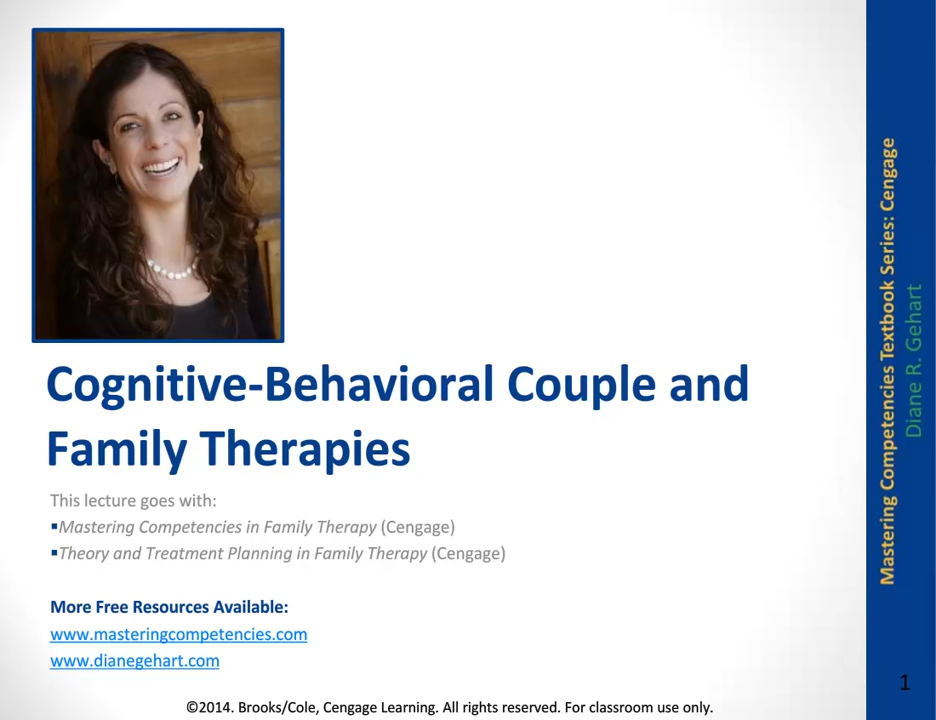 Cognitive-Behavioral Couple and
Family Therapies
This lecture goes with:
▪Mastering Competencies in Family Therapy (Cengage)
▪Theory and Treatment Planning in Family Therapy (Cengage)
More Free Resources Available:
www.masteringcompetencies.com
www.dianegehart.com
©2014. Brooks/Cole, Cengage Learning. All rights reserved. For classroom use only.
Mastering Competencies Textbook Series: Cengage
Diane R. Gehart
1